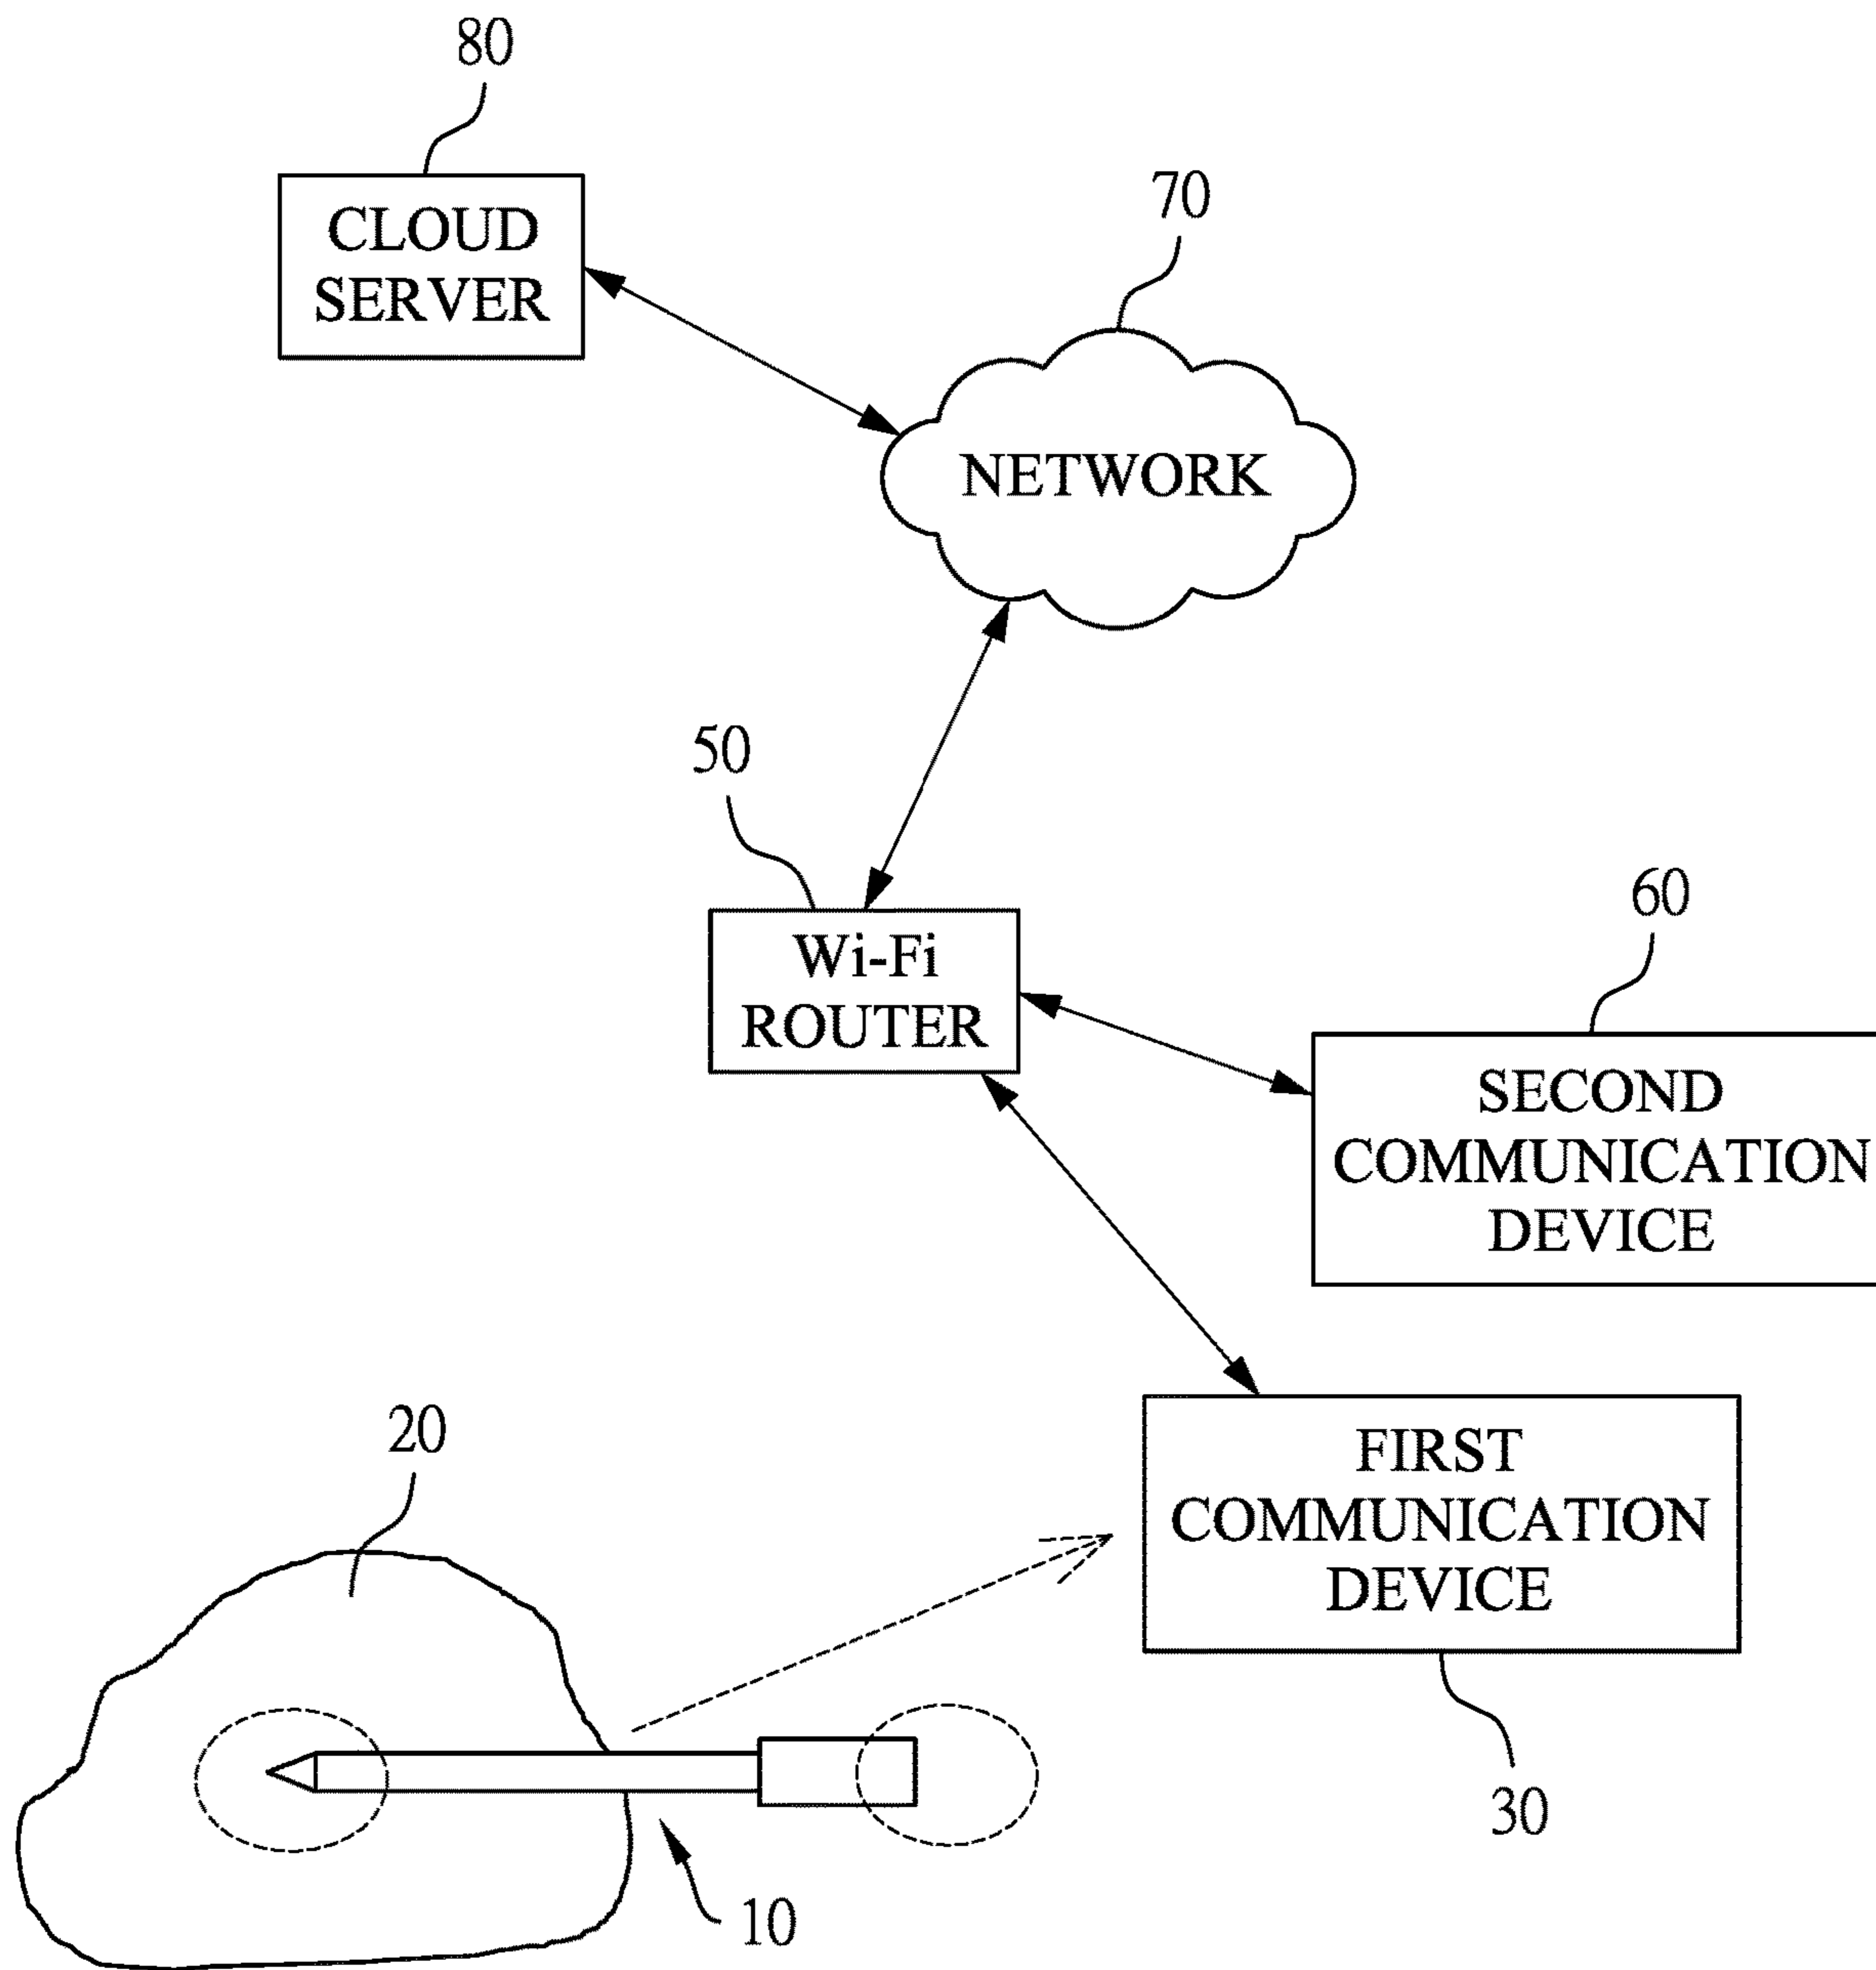 80
CLOUD
SERVER
70
NETWORK
50
Wi-Fi
ROUTER
60
SECOND
COMMUNICATION
DEVICE
20
FIRST
COMMUNICATION
DEVICE
30
10